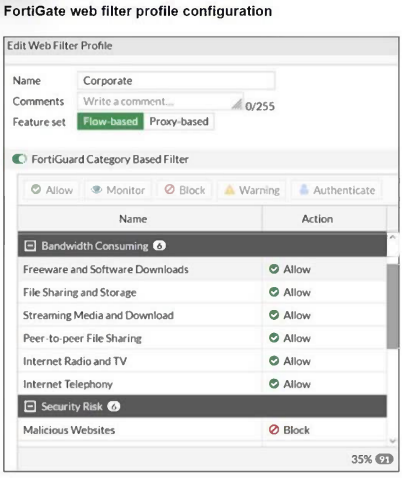 FortiGate web filter profile configuration
Edit Web Filter Profile
Name Corporate
Comments Write a comment... 0/255
Feature set Flow-based Proxy-based
FortiGuard Category Based Filter
Allow Monitor Block Warning Authenticate
Name Action
Bandwidth Consuming 6
Freeware and Software Downloads Allow
File Sharing and Storage Allow
Streaming Media and Download Allow
Peer-to-peer File Sharing Allow
Internet Radio and TV Allow
Internet Telephony Allow
Security Risk 6
Malicious Websites Block
35% 91